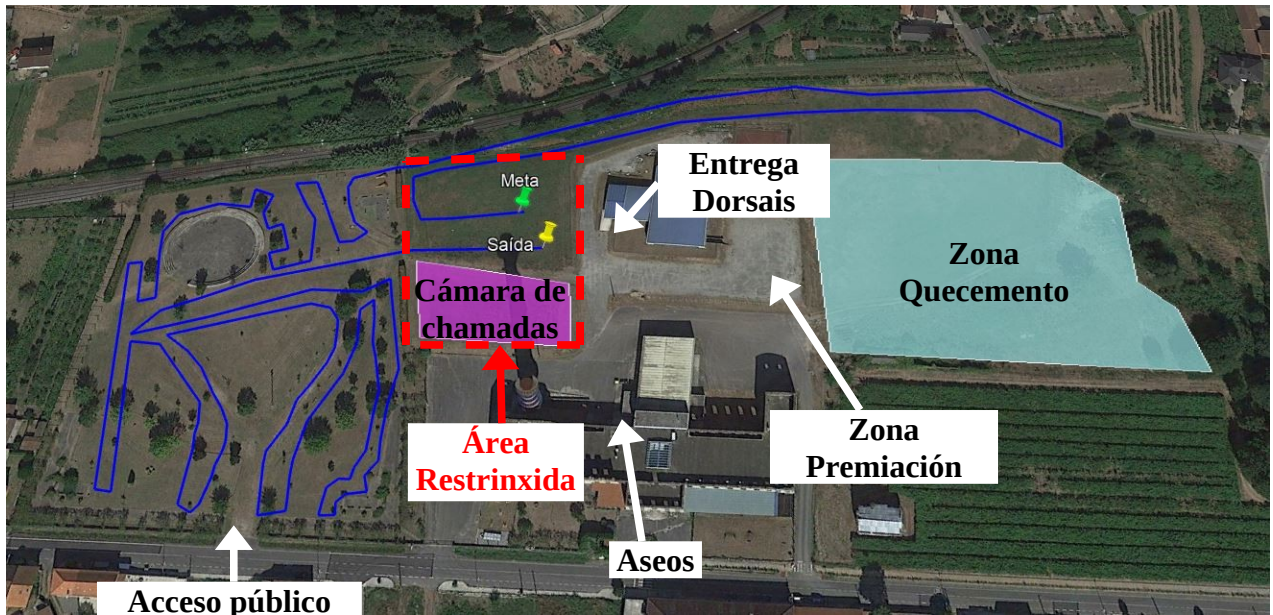 Meta
Saída
Cámara de
chamadas
Área
Restrinxida
Entrega
Dorsais
Zona
Quecemento
Zona
Premiación
Aseos
Acceso público